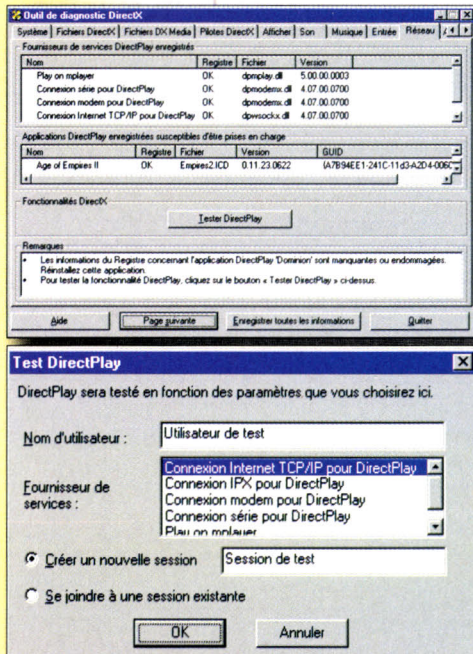 Outil de diagnostic DirectX
Système Fichiers DirectX Fichiers DX Media Pilotes DirectX Afficher Son Musique Entrée Réseau
Fournisseurs de services DirectPlay enregistrés
Nom Registre Fichier Version
Play on mplayer OK dpmplay.dll 5.00.00.0003
Connexion série pour DirectPlay OK dpmodemx.dll 4.07.00.0700
Connexion modem pour DirectPlay OK dpmodemx.dll 4.07.00.0700
Connexion Internet TCP/IP pour DirectPlay OK dpwsockx.dll 4.07.00.0700
Applications DirectPlay enregistrées susceptibles d'être prises en charge
Nom Registre Fichier Version GUID
Age of Empires II OK Empires2.ICD 0.11.23.0622 {A7B94EE1-241C-11d3-A2D4-0060
Fonctionnalités DirectX
Tester DirectPlay
Remarques
• Les informations du Registre concernant l'application DirectPlay 'Dominion' sont manquantes ou endommagées.
Réinstallez cette application.
• Pour tester la fonctionnalité DirectPlay, cliquez sur le bouton « Tester DirectPlay » ci-dessus.
Aide Page suivante Enregistrer toutes les informations Quitter
Test DirectPlay
DirectPlay sera testé en fonction des paramètres que vous choisirez ici.
Nom d'utilisateur : Utilisateur de test
Fournisseur de
services :
Connexion Internet TCP/IP pour DirectPlay
Connexion IPX pour DirectPlay
Connexion modem pour DirectPlay
Connexion série pour DirectPlay
Play on mplayer
Créer un nouvelle session Session de test
Se joindre à une session existante
OK Annuler